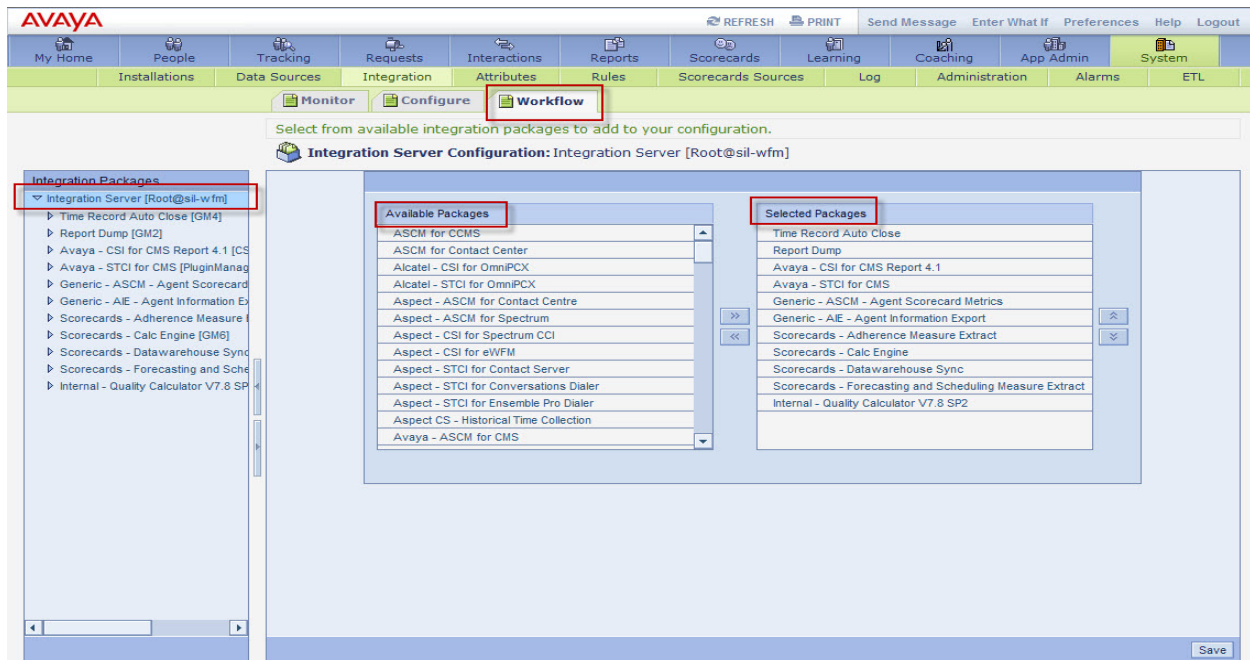 AVAYA
REFRESH PRINT Send Message Enter What If Preferences Help Logout
My Home People Tracking Requests Interactions Reports Scorecards Learning Coaching App Admin System
Installations Data Sources Integration Attributes Rules Scorecards Sources Log Administration Alarms ETL
Monitor Configure Workflow
Select from available integration packages to add to your configuration.
Integration Server Configuration: Integration Server [Root@sil-wfm]
Integration Packages
Integration Server [Root@sil-wfm]
Time Record Auto Close [GM4]
Report Dump [GM2]
Avaya - CSI for CMS Report 4.1 [CS
Avaya - STCI for CMS [PluginManag
Generic - ASCM - Agent Scorecard
Generic - AIE - Agent Information Ex
Scorecards - Adherence Measure
Scorecards - Calc Engine [GM6]
Scorecards - Datawarehouse Sync
Scorecards - Forecasting and Sche
Internal - Quality Calculator V7.8 SP
Available Packages
ASCM for CCMS
ASCM for Contact Center
Alcatel - CSI for OmniPCX
Alcatel - STCI for OmniPCX
Aspect - ASCM for Contact Centre
Aspect - ASCM for Spectrum
Aspect - CSI for Spectrum CCI
Aspect - CSI for eWFM
Aspect - STCI for Contact Server
Aspect - STCI for Conversations Dialer
Aspect - STCI for Ensemble Pro Dialer
Aspect CS - Historical Time Collection
Avaya - ASCM for CMS
Selected Packages
Time Record Auto Close
Report Dump
Avaya - CSI for CMS Report 4.1
Avaya - STCI for CMS
Generic - ASCM - Agent Scorecard Metrics
Generic - AIE - Agent Information Export
Scorecards - Adherence Measure Extract
Scorecards - Calc Engine
Scorecards - Datawarehouse Sync
Scorecards - Forecasting and Scheduling Measure Extract
Internal - Quality Calculator V7.8 SP2
Save